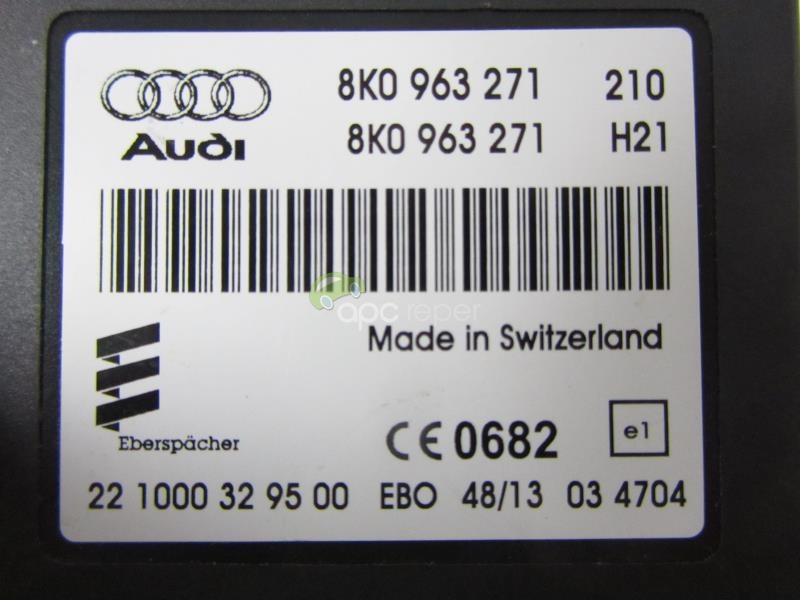 8K0 963 271 210
Audi 8K0 963 271 H21
apc reper
Made in Switzerland
Eberspächer
CE 0682 e1
22 1000 32 95 00 EBO 48/13 03 4704